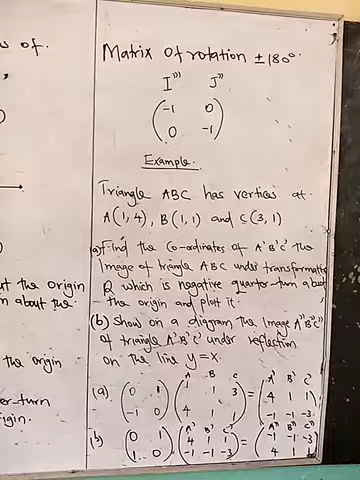 s of.
Matrix Of rotation ±180°.
I''' J''
-1 0
0 -1
Example.
Triangle ABC has vertices at.
A(1,4), B(1,1) and C(3,1)
(a) Find the co-ordinates of A'B'C' the
Image of triangle ABC under transformat
Q which is negative quarter-turn about
the origin and plot it.
(b) Show on a diagram the Image A''B''C''
of triangle A'B'C' under reflection
on the line y=x.
ut the origin
n about the
the origin
er-turn
igin.
A B C A' B' C'
(a). (0 1) (1 1 3) = (4 1 1)
(-1 0) (4 1 1) (-1 -1 -3)
A' B' C' A'' B'' C''
(b) (0 1) (4 1 1) = (-1 -1 -3)
(1 0) (-1 -1 -3) (4 1 1)